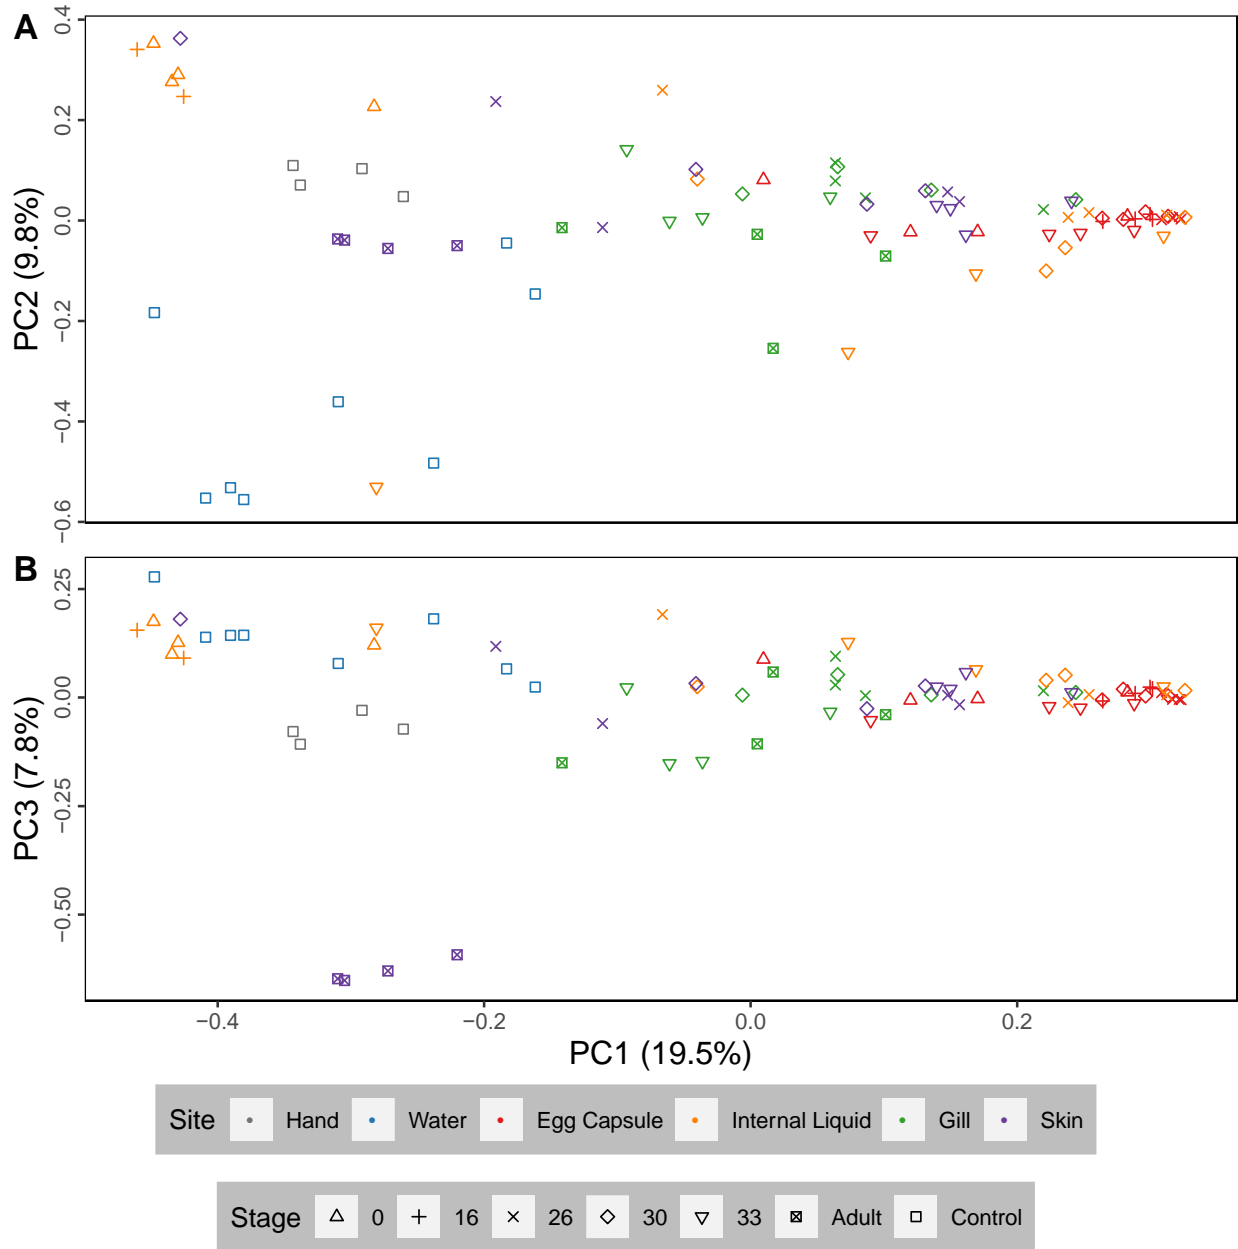 A
0.4
0.2
0.0
−0.2
−0.4
−0.6
PC2 (9.8%)
B
0.25
0.00
−0.25
−0.50
PC3 (7.8%)
−0.4 −0.2 0.0 0.2
PC1 (19.5%)
Site Hand Water Egg Capsule Internal Liquid Gill Skin
Stage 0 16 26 30 33 Adult Control